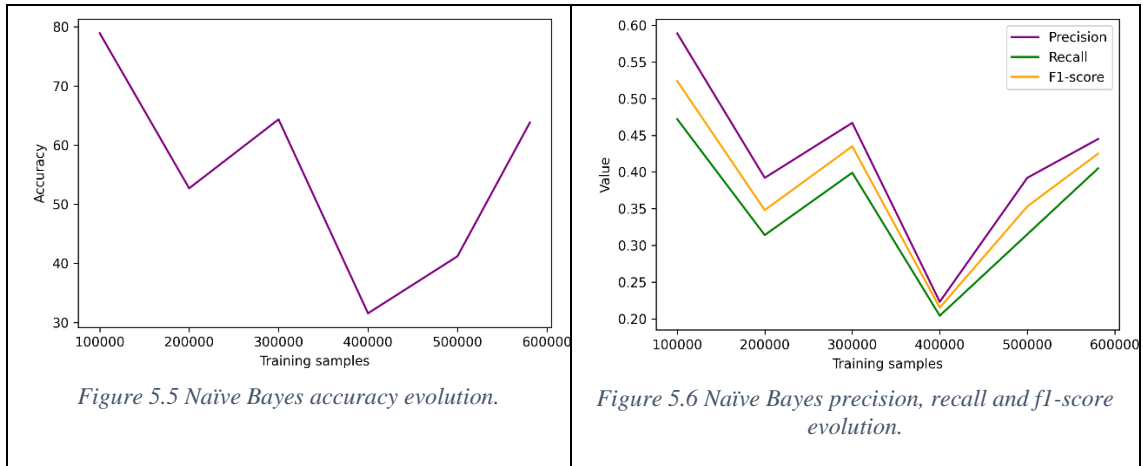 80
70
60
50
40
30
Accuracy
100000 200000 300000 400000 500000 600000
Training samples
Figure 5.5 Naïve Bayes accuracy evolution.
0.60
0.55
0.50
0.45
0.40
0.35
0.30
0.25
0.20
Value
Precision
Recall
F1-score
100000 200000 300000 400000 500000 600000
Training samples
Figure 5.6 Naïve Bayes precision, recall and f1-score
evolution.